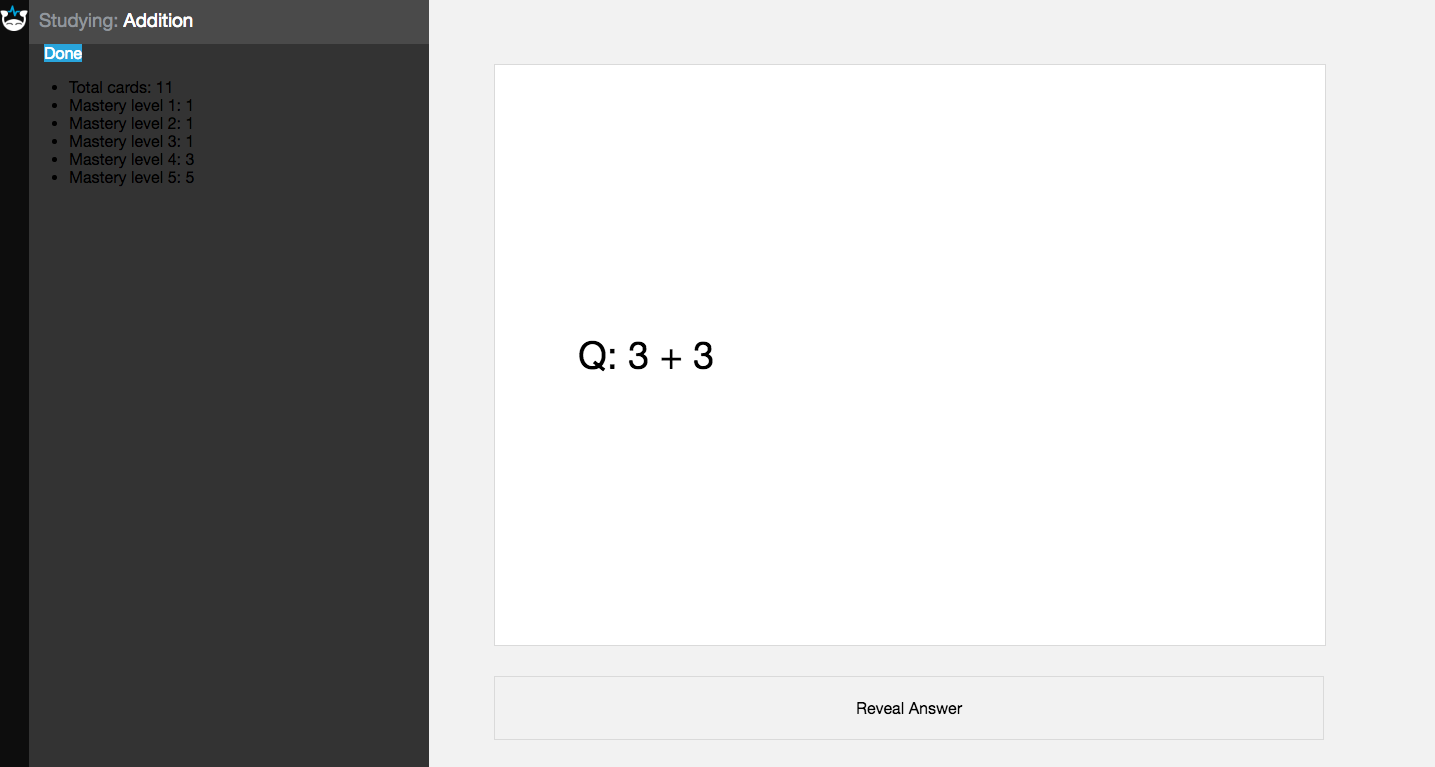 Studying: Addition
Done
Total cards: 11
Mastery level 1: 1
Mastery level 2: 1
Mastery level 3: 1
Mastery level 4: 3
Mastery level 5: 5
Q: 3 + 3
Reveal Answer